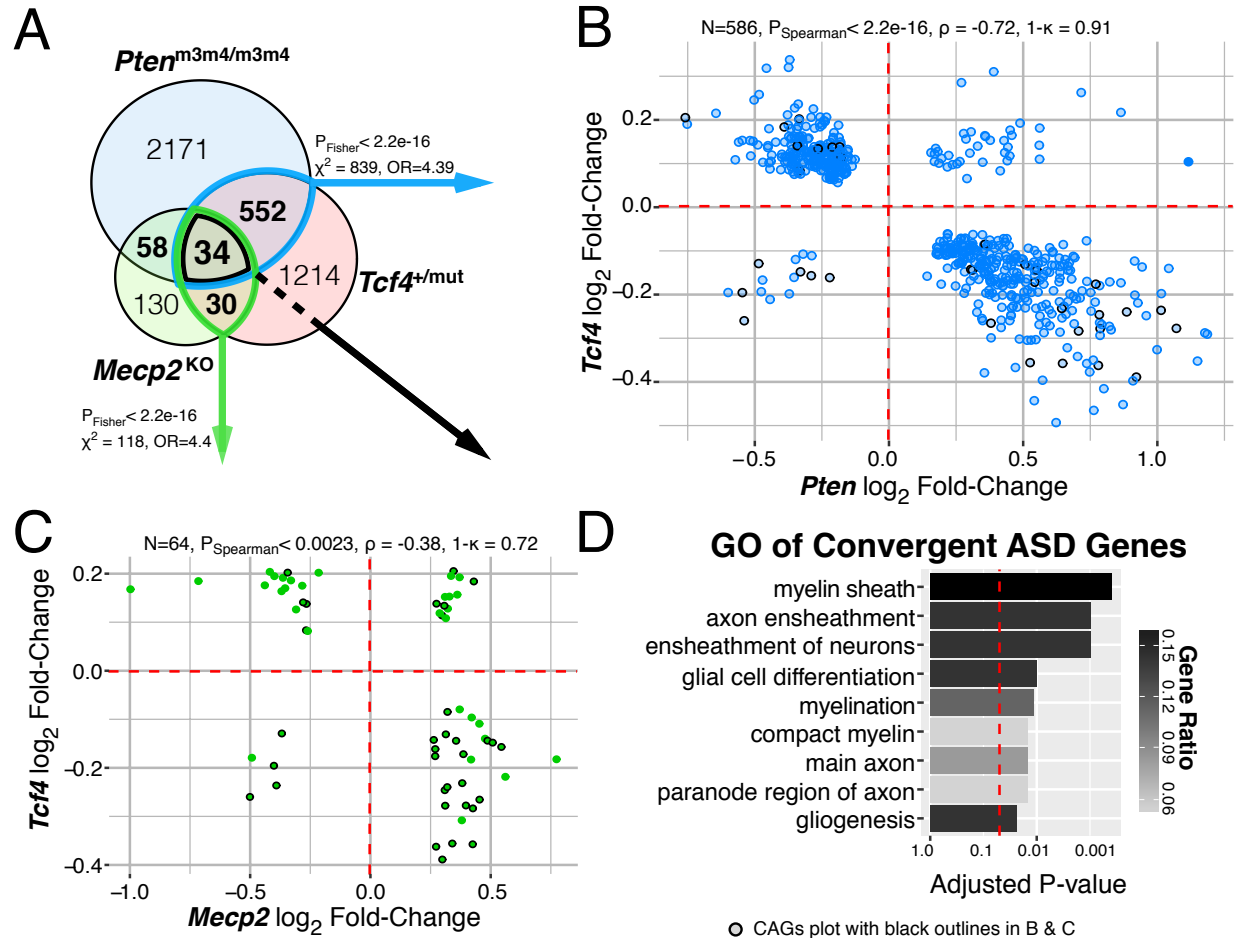 A
Pten^m3m4/m3m4
2171
P_Fisher< 2.2e-16
χ² = 839, OR=4.39
552
58
34
1214
Tcf4^+/mut
130
30
Mecp2^KO
P_Fisher< 2.2e-16
χ² = 118, OR=4.4
B
N=586, P_Spearman< 2.2e-16, ρ = -0.72, 1-κ = 0.91
Tcf4 log₂ Fold-Change
0.2
0.0
−0.2
−0.4
−0.5
0.0
0.5
1.0
Pten log₂ Fold-Change
C
N=64, P_Spearman< 0.0023, ρ = -0.38, 1-κ = 0.72
Tcf4 log₂ Fold-Change
0.2
0.0
−0.2
−0.4
−1.0
−0.5
0.0
0.5
Mecp2 log₂ Fold-Change
D
GO of Convergent ASD Genes
myelin sheath
axon ensheathment
ensheathment of neurons
glial cell differentiation
myelination
compact myelin
main axon
paranode region of axon
gliogenesis
1.0
0.1
0.01
0.001
Adjusted P-value
Gene Ratio
0.15
0.12
0.09
0.06
CAGs plot with black outlines in B & C